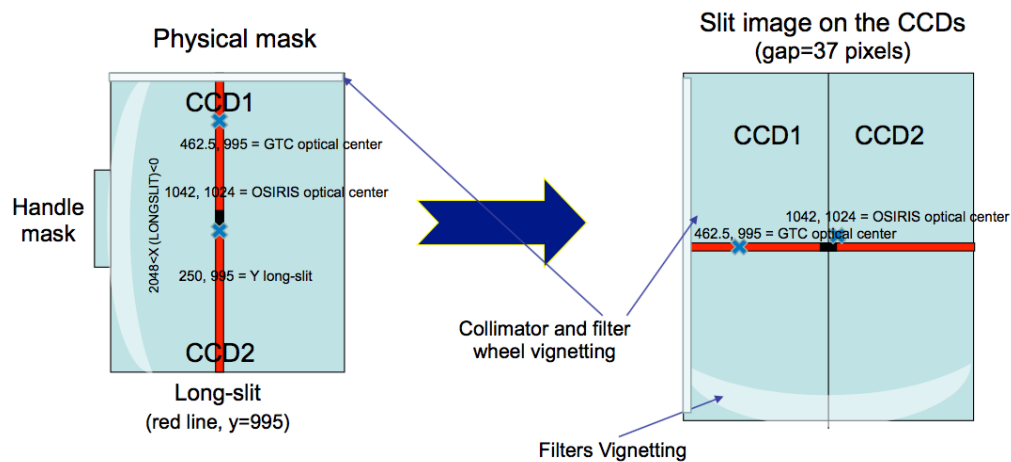 Physical mask
CCD1
462.5, 995 = GTC optical center
1042, 1024 = OSIRIS optical center
2048<X (LONGSLIT)<0
Handle
mask
250, 995 = Y long-slit
CCD2
Long-slit
(red line, y=995)
Slit image on the CCDs
(gap=37 pixels)
CCD1
CCD2
1042, 1024 = OSIRIS optical center
462.5, 995 = GTC optical center
Collimator and filter
wheel vignetting
Filters Vignetting